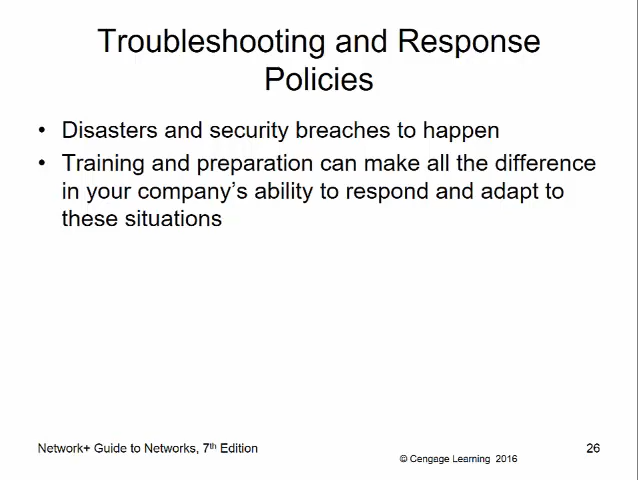 Troubleshooting and Response
Policies
• Disasters and security breaches to happen
• Training and preparation can make all the difference
in your company's ability to respond and adapt to
these situations
Network+ Guide to Networks, 7th Edition
© Cengage Learning 2016
26